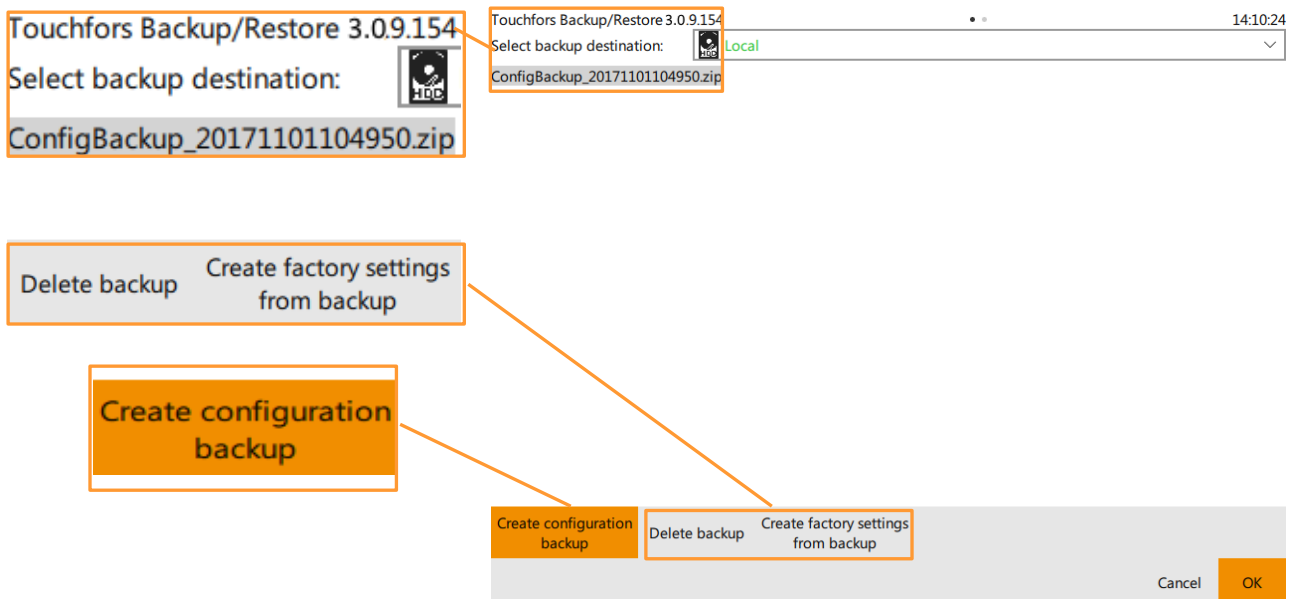 Touchfors Backup/Restore 3.0.9.154
Select backup destination:
HDD
ConfigBackup_20171101104950.zip
Delete backup
Create factory settings
from backup
Create configuration
backup
Touchfors Backup/Restore 3.0.9.154
14:10:24
Select backup destination:
HDD
Local
ConfigBackup_20171101104950.zip
Create configuration
backup
Delete backup
Create factory settings
from backup
Cancel
OK